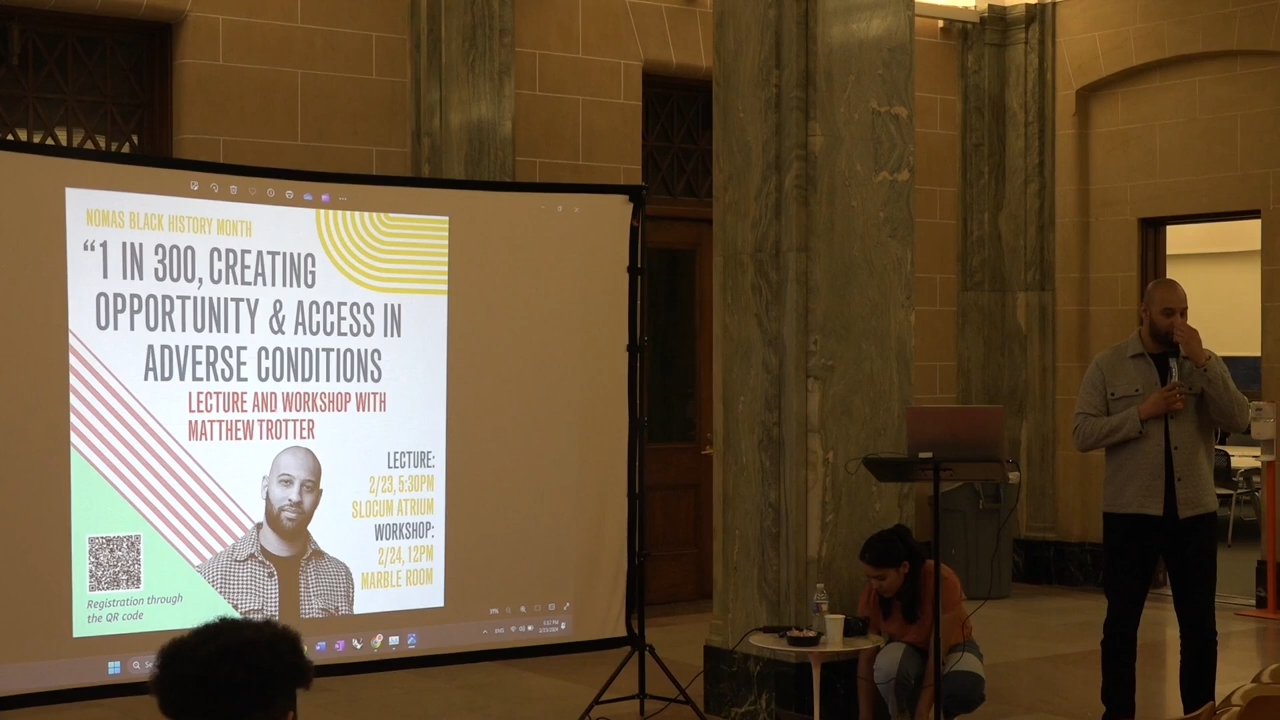 NOMAS BLACK HISTORY MONTH
“1 IN 300, CREATING
OPPORTUNITY & ACCESS IN
ADVERSE CONDITIONS
LECTURE AND WORKSHOP WITH
MATTHEW TROTTER
LECTURE:
2/23, 5:30PM
SLOCUM ATRIUM
WORKSHOP:
2/24, 12PM
MARBLE ROOM
Registration through
the QR code